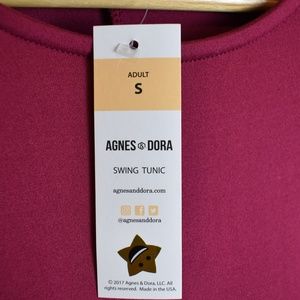 ADULT
S
AGNES & DORA
SWING TUNIC
agnesanddora.com
@agnesanddora
© 2017 Agnes & Dora, LLC. All
rights reserved. Made in the USA.